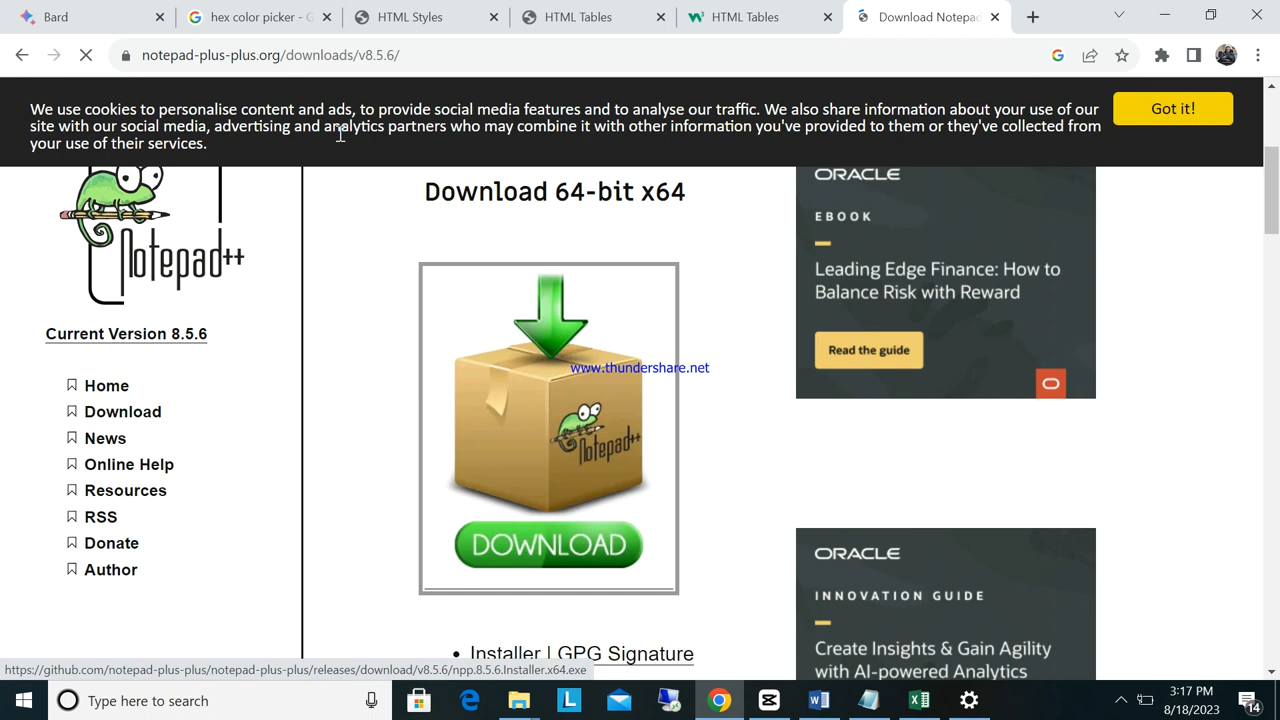 Bard
hex color picker - G
HTML Styles
HTML Tables
HTML Tables
Download Notepad
notepad-plus-plus.org/downloads/v8.5.6/
We use cookies to personalise content and ads, to provide social media features and to analyse our traffic. We also share information about your use of our
site with our social media, advertising and analytics partners who may combine it with other information you've provided to them or they've collected from
your use of their services.
Got it!
Notepad++
Current Version 8.5.6
Home
Download
News
Online Help
Resources
RSS
Donate
Author
Download 64-bit x64
www.thundershare.net
Notepad++
DOWNLOAD
Installer | GPG Signature
ORACLE
EBOOK
Leading Edge Finance: How to
Balance Risk with Reward
Read the guide
ORACLE
INNOVATION GUIDE
Create Insights & Gain Agility
with AI-powered Analytics
https://github.com/notepad-plus-plus/notepad-plus-plus/releases/download/v8.5.6/npp.8.5.6.Installer.x64.exe
Type here to search
3:17 PM
8/18/2023
14